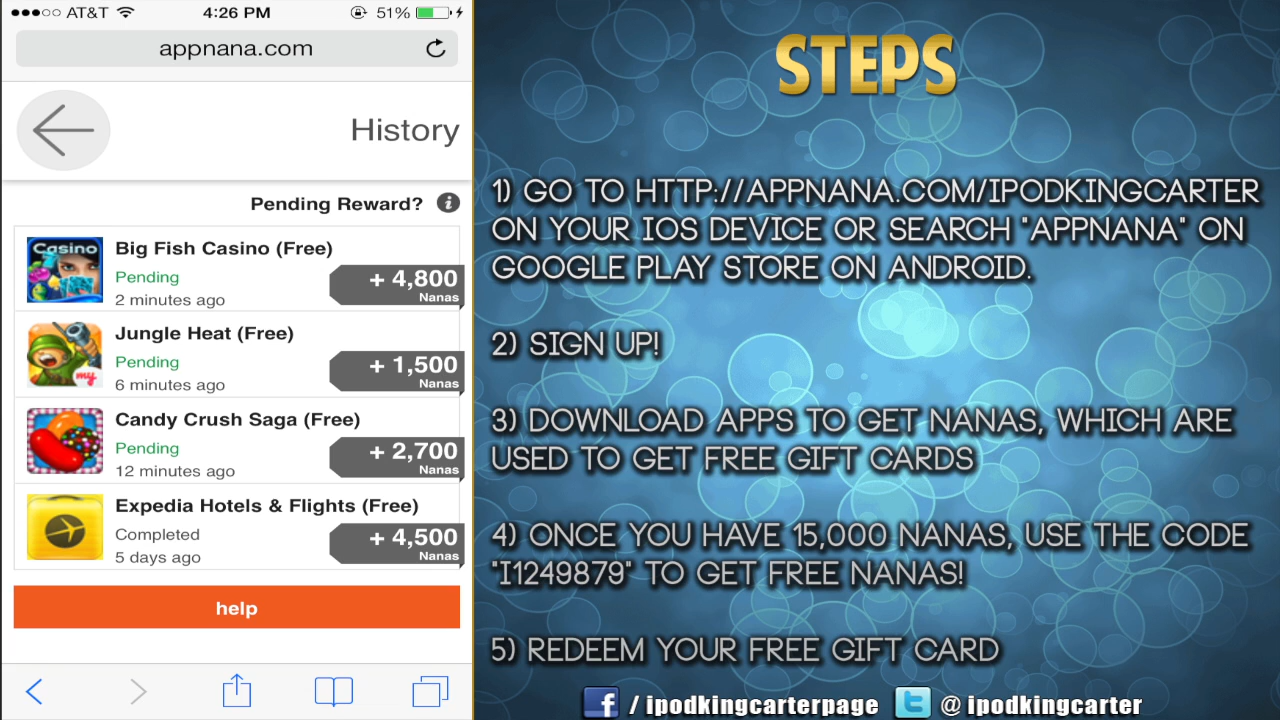 AT&T 4:26 PM 51%
appnana.com
History
Pending Reward? i
Casino
Big Fish Casino (Free)
Pending
2 minutes ago
+ 4,800
Nanas
my
Jungle Heat (Free)
Pending
6 minutes ago
+ 1,500
Nanas
Candy Crush Saga (Free)
Pending
12 minutes ago
+ 2,700
Nanas
Expedia Hotels & Flights (Free)
Completed
5 days ago
+ 4,500
Nanas
help
STEPS
1) GO TO HTTP://APPNANA.COM/IPODKINGCARTER
ON YOUR IOS DEVICE OR SEARCH "APPNANA" ON
GOOGLE PLAY STORE ON ANDROID.
2) SIGN UP!
3) DOWNLOAD APPS TO GET NANAS, WHICH ARE
USED TO GET FREE GIFT CARDS
4) ONCE YOU HAVE 15,000 NANAS, USE THE CODE
"I1249879" TO GET FREE NANAS!
5) REDEEM YOUR FREE GIFT CARD
f / ipodkingcarterpage t @ ipodkingcarter